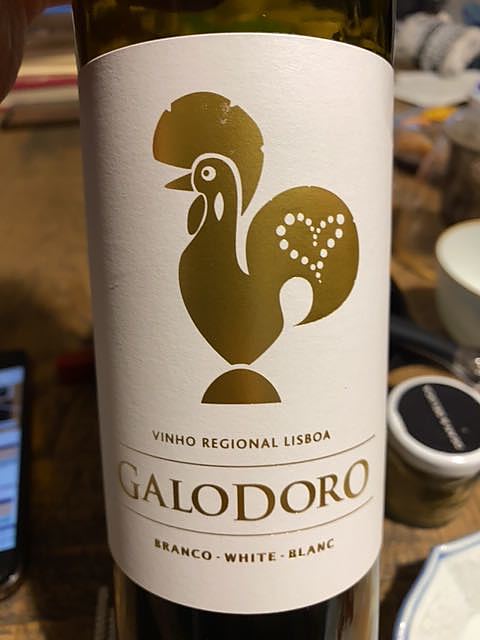 VINHO REGIONAL LISBOA
GALODORO
BRANCO - WHITE - BLANC